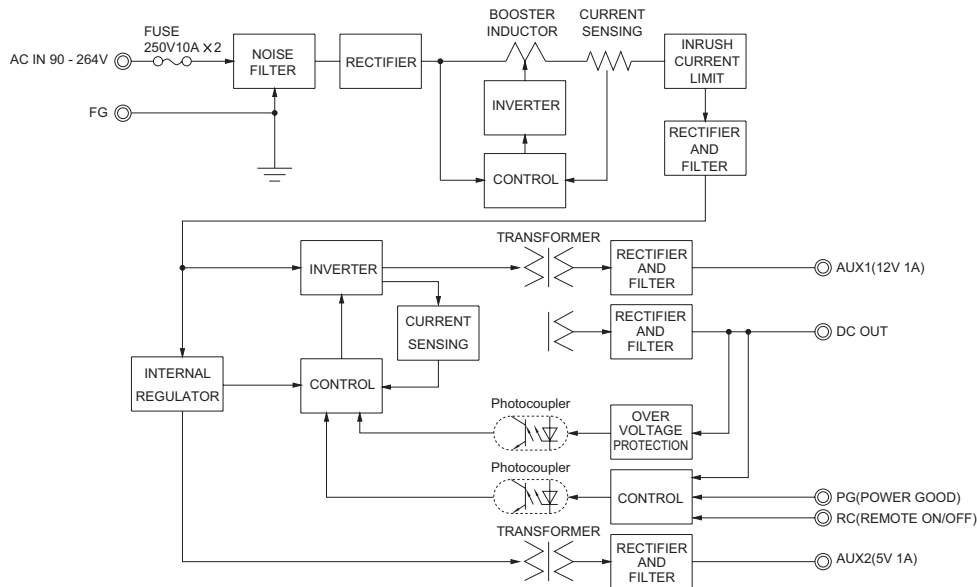 FUSE
250V10A ×2
BOOSTER
INDUCTOR
CURRENT
SENSING
AC IN 90 - 264V
NOISE
FILTER
RECTIFIER
INRUSH
CURRENT
LIMIT
INVERTER
FG
RECTIFIER
AND
FILTER
CONTROL
TRANSFORMER
INVERTER
RECTIFIER
AND
FILTER
AUX1(12V 1A)
CURRENT
SENSING
RECTIFIER
AND
FILTER
DC OUT
INTERNAL
REGULATOR
CONTROL
Photocoupler
OVER
VOLTAGE
PROTECTION
Photocoupler
CONTROL
PG(POWER GOOD)
RC(REMOTE ON/OFF)
TRANSFORMER
RECTIFIER
AND
FILTER
AUX2(5V 1A)